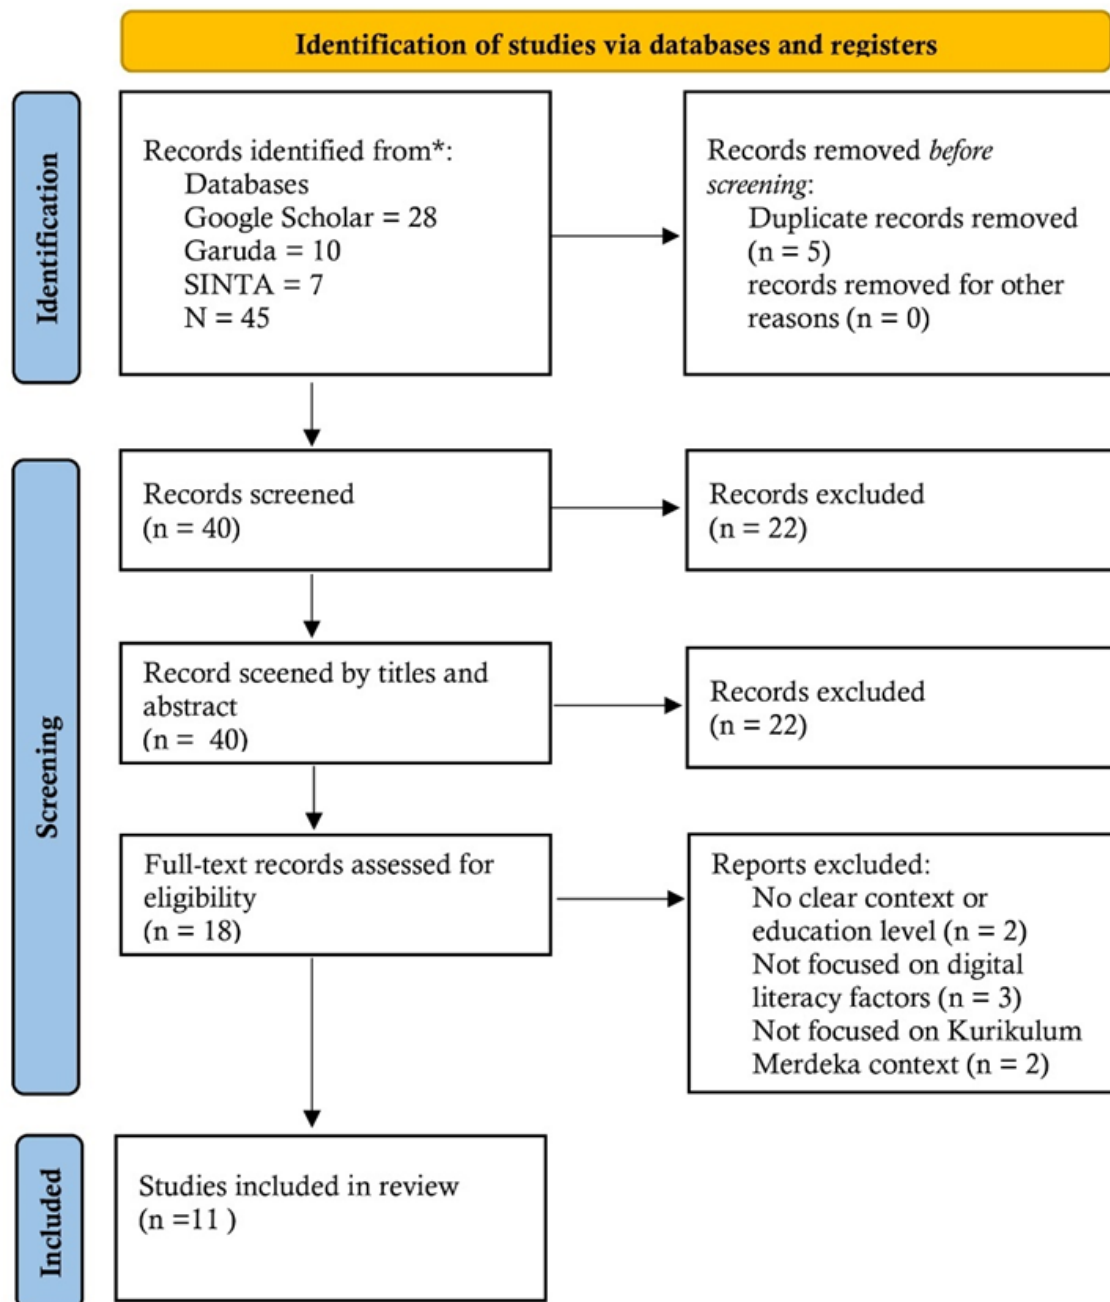 Identification of studies via databases and registers
Identification
Records identified from*:
Databases
Google Scholar = 28
Garuda = 10
SINTA = 7
N = 45
Records removed before
screening:
Duplicate records removed
(n = 5)
records removed for other
reasons (n = 0)
Screening
Records screened
(n = 40)
Records excluded
(n = 22)
Record sceened by titles and
abstract
(n = 40)
Records excluded
(n = 22)
Full-text records assessed for
eligibility
(n = 18)
Reports excluded:
No clear context or
education level (n = 2)
Not focused on digital
literacy factors (n = 3)
Not focused on Kurikulum
Merdeka context (n = 2)
Included
Studies included in review
(n =11 )